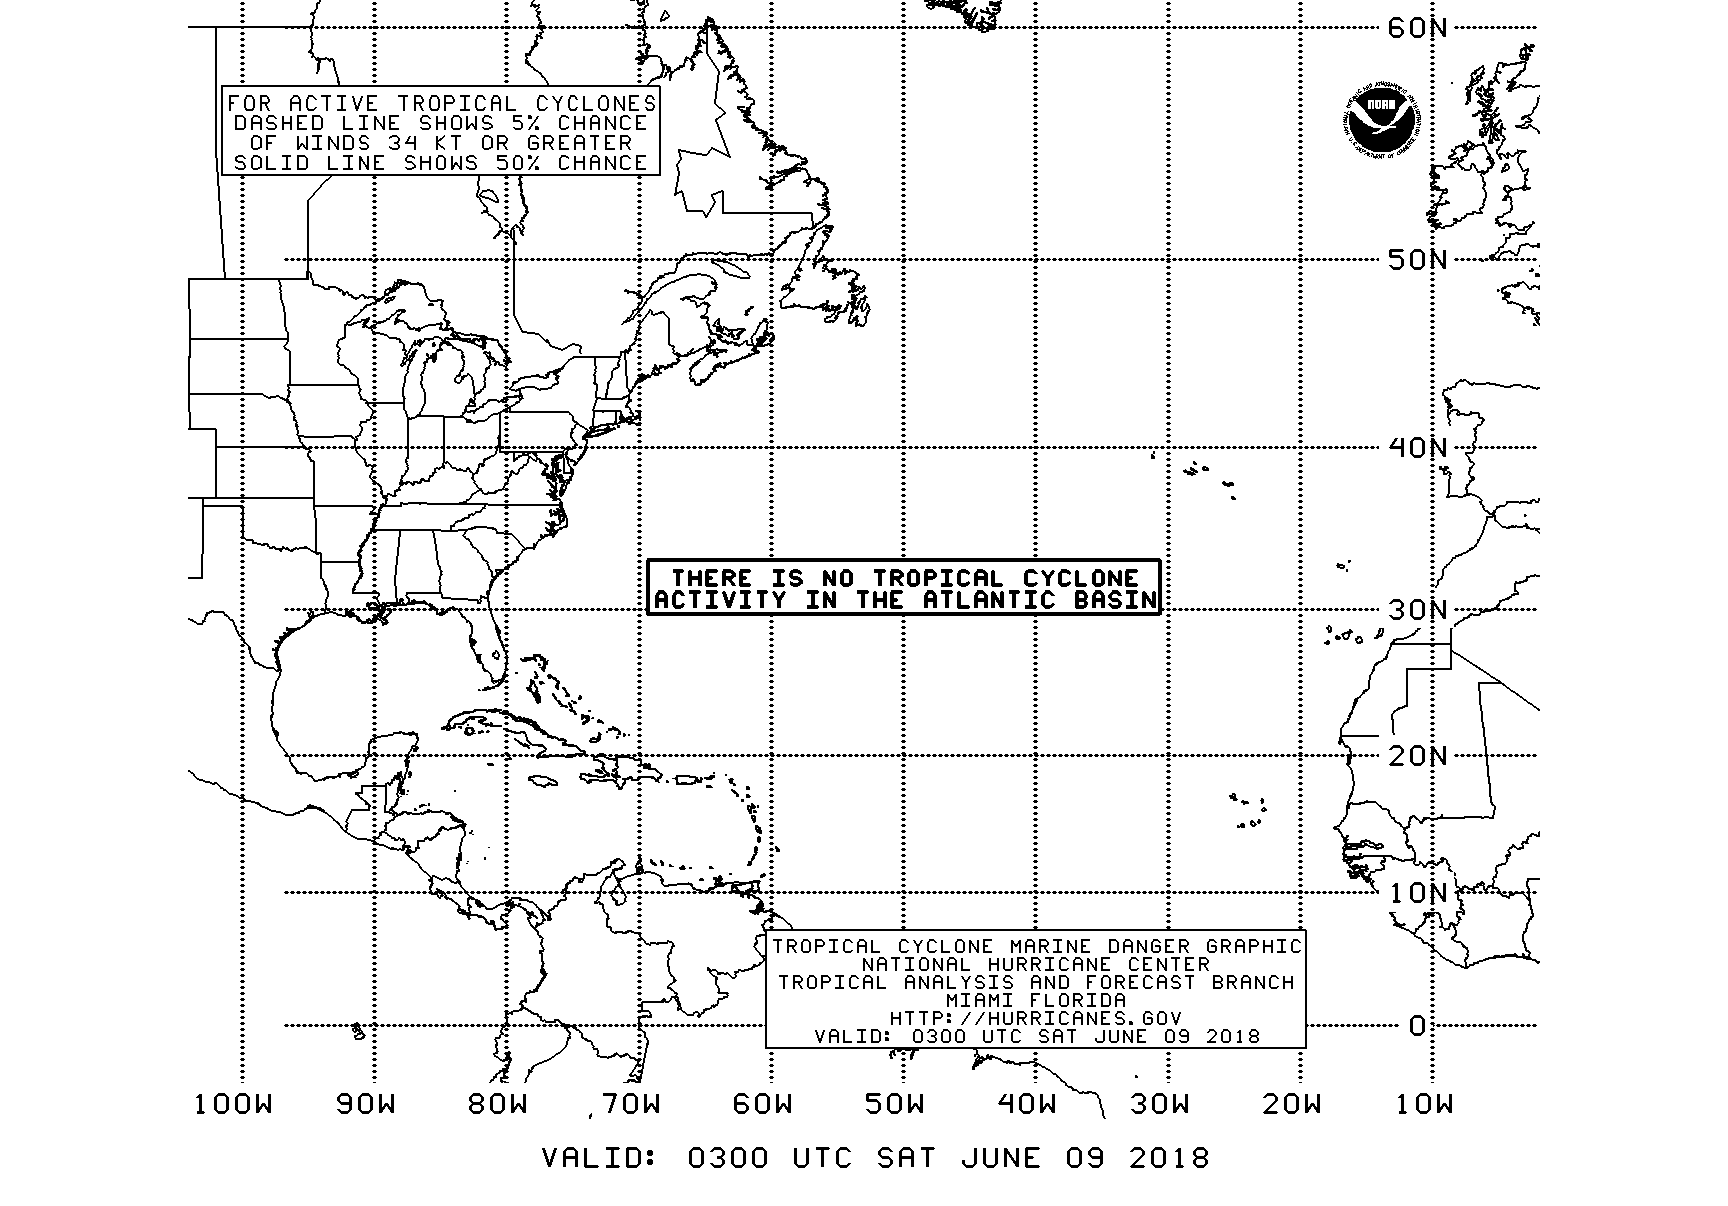 60N
FOR ACTIVE TROPICAL CYCLONES
DASHED LINE SHOWS 5% CHANCE
OF WINDS 34 KT OR GREATER
SOLID LINE SHOWS 50% CHANCE
NOAA
50N
40N
THERE IS NO TROPICAL CYCLONE
ACTIVITY IN THE ATLANTIC BASIN
30N
20N
10N
TROPICAL CYCLONE MARINE DANGER GRAPHIC
NATIONAL HURRICANE CENTER
TROPICAL ANALYSIS AND FORECAST BRANCH
MIAMI FLORIDA
HTTP://HURRICANES.GOV
VALID: 0300 UTC SAT JUNE 09 2018
0
100W 90W 80W 70W 60W 50W 40W 30W 20W 10W
VALID: 0300 UTC SAT JUNE 09 2018